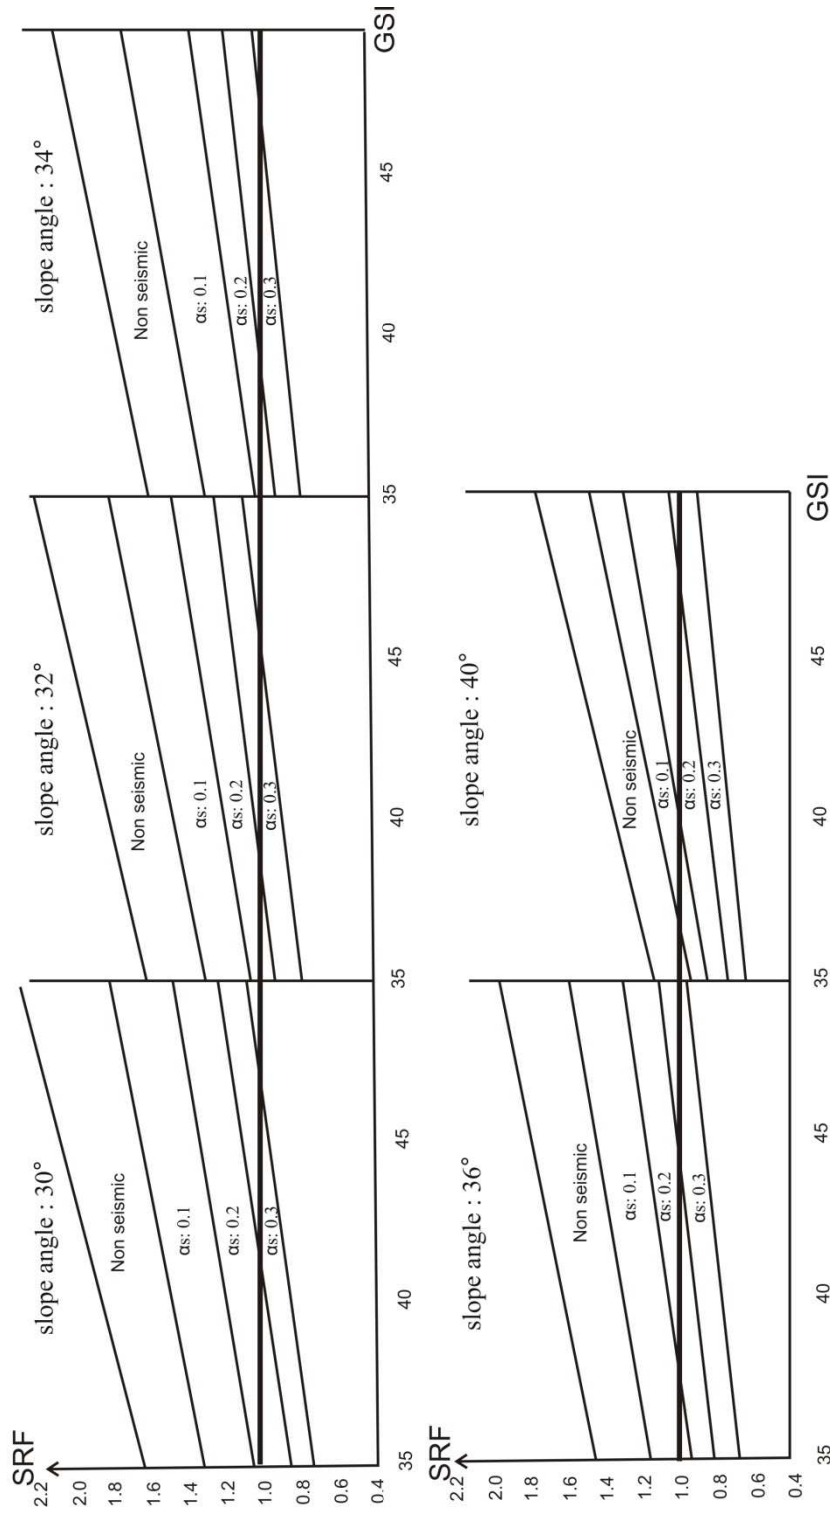 SRF
2.2
2.0
1.8
1.6
1.4
1.2
1.0
0.8
0.6
0.4
slope angle : 30°
Non seismic
αs: 0.1
αs: 0.2
αs: 0.3
35
40
45
slope angle : 32°
Non seismic
αs: 0.1
αs: 0.2
αs: 0.3
35
40
45
slope angle : 34°
Non seismic
αs: 0.1
αs: 0.2
αs: 0.3
35
40
45
GSI
SRF
2.2
2.0
1.8
1.6
1.4
1.2
1.0
0.8
0.6
0.4
slope angle : 36°
Non seismic
αs: 0.1
αs: 0.2
αs: 0.3
35
40
45
slope angle : 40°
Non seismic
αs: 0.1
αs: 0.2
αs: 0.3
35
40
45
GSI